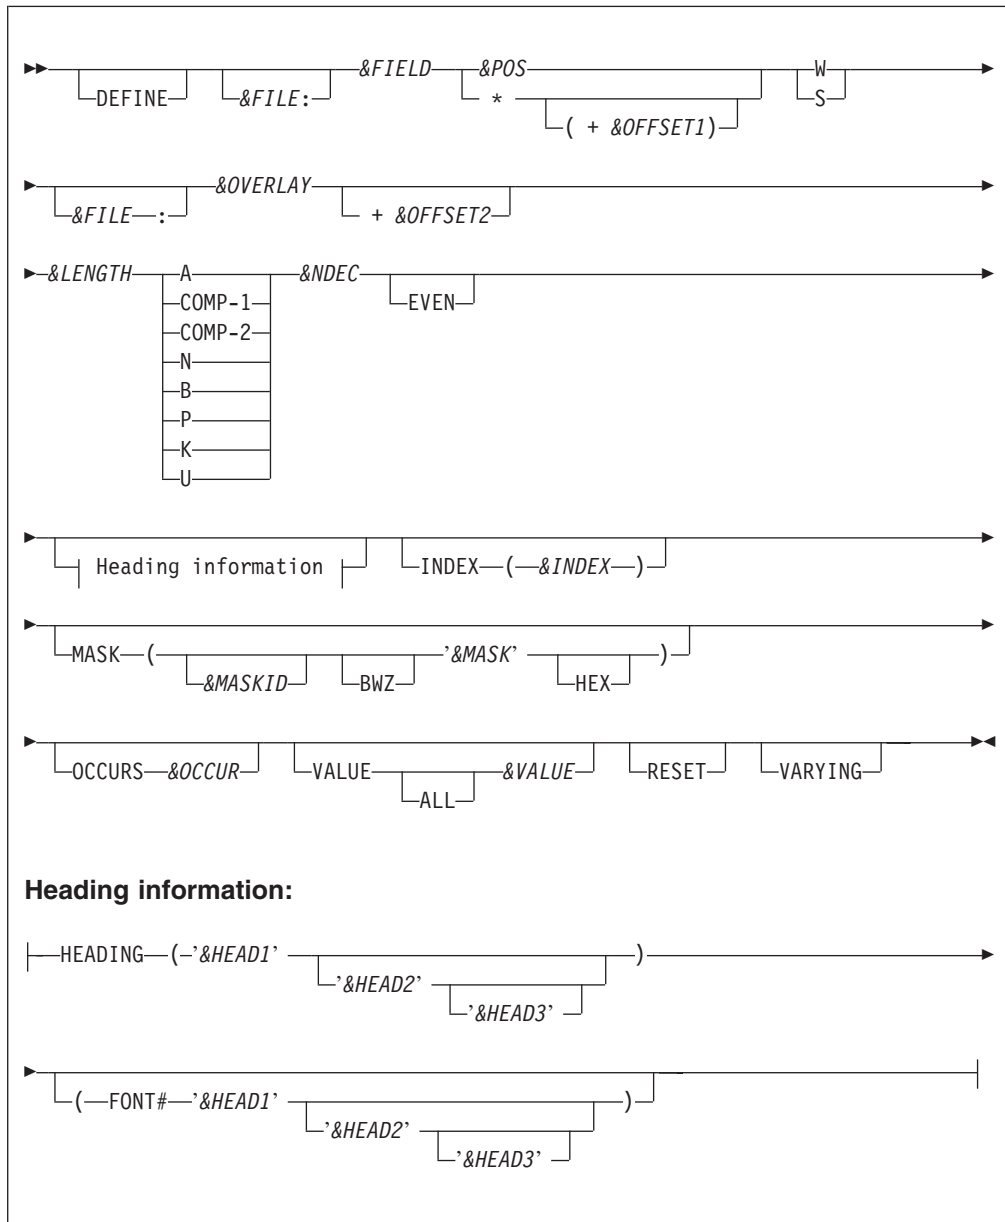 &FIELD &POS W
DEFINE &FILE: * S
( + &OFFSET1)
&OVERLAY
&FILE : + &OFFSET2
&LENGTH A &NDEC
COMP-1 EVEN
COMP-2
N
B
P
K
U
Heading information INDEX ( &INDEX )
MASK ( '&MASK' )
&MASKID BWZ HEX
OCCURS &OCCUR VALUE &VALUE RESET VARYING
ALL
Heading information:
HEADING ( '&HEAD1' )
'&HEAD2'
'&HEAD3'
( FONT# '&HEAD1' )
'&HEAD2'
'&HEAD3'